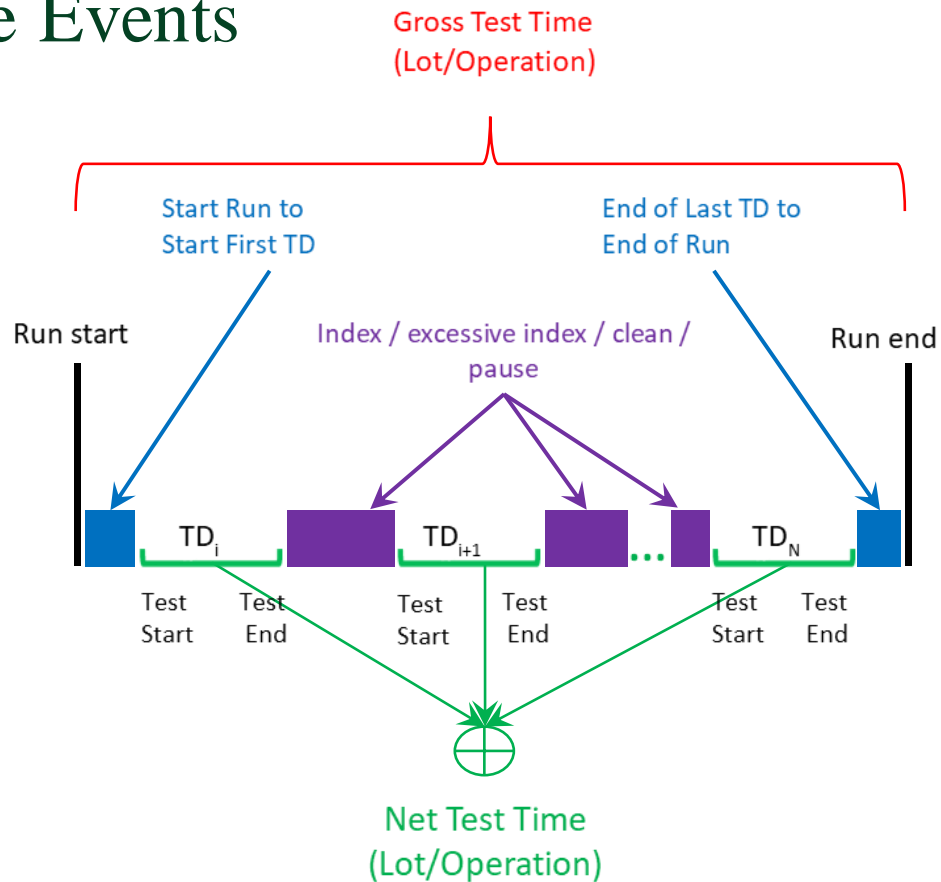 e Events
Gross Test Time
(Lot/Operation)
Start Run to
Start First TD
End of Last TD to
End of Run
Run start
Index / excessive index / clean /
pause
Run end
TDi
TDi+1
...
TDN
Test
Start
Test
End
Test
Start
Test
End
Test
Start
Test
End
Net Test Time
(Lot/Operation)